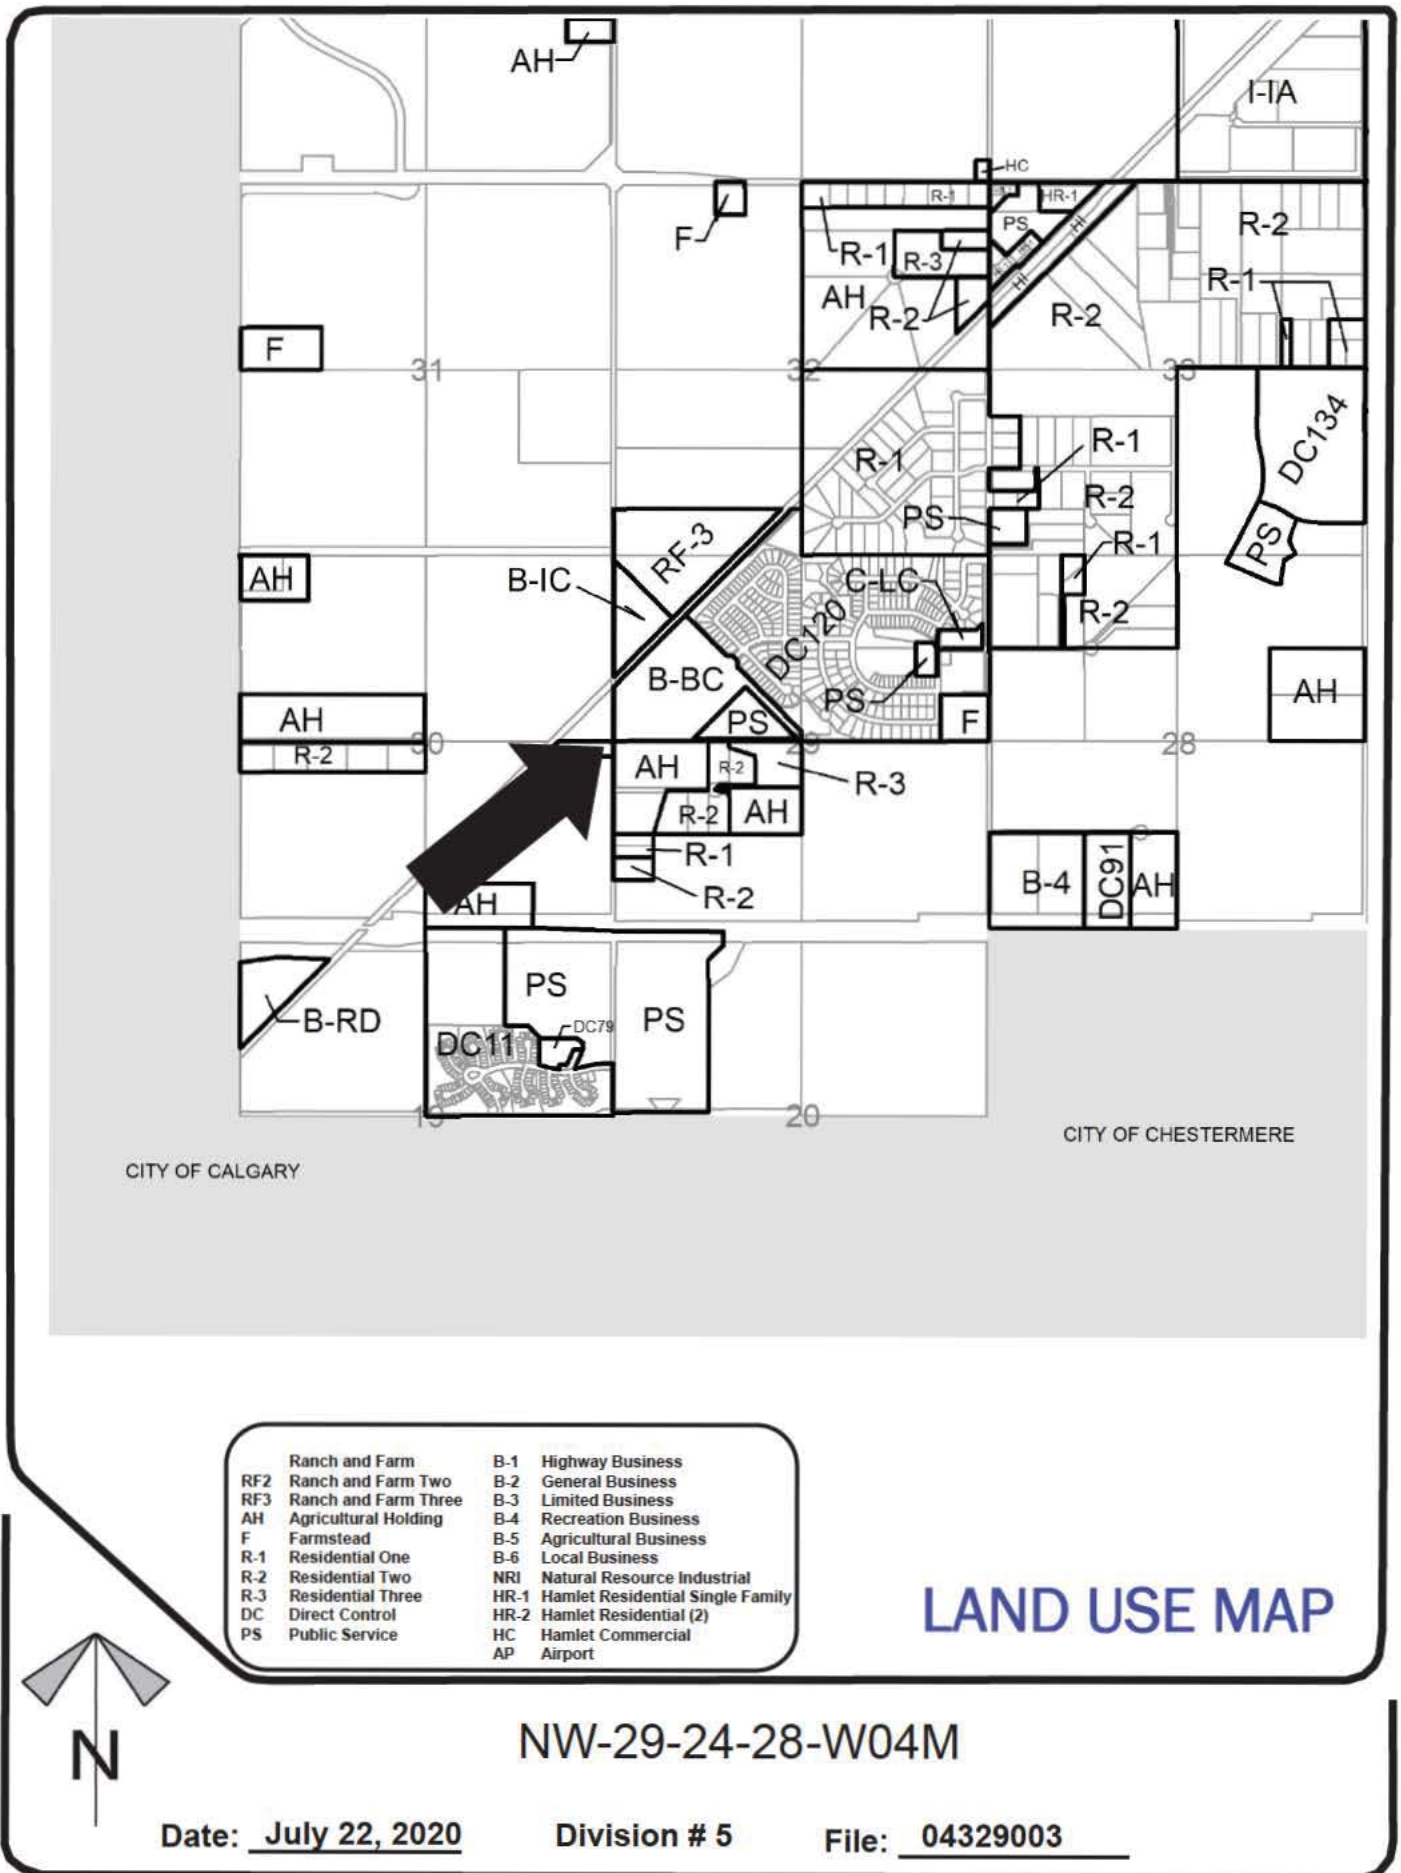 AH
I-IA
HC
R-1
HR-1
F
PS
HI
R-2
R-1
R-3
R-1
AH
R-2
HI
R-2
F
31
32
33
DC134
R-1
R-1
R-2
PS
PS
R-1
RF-3
AH
B-IC
C-LC
R-2
DC120
B-BC
PS
AH
AH
PS
F
R-2
30
29
28
AH
R-2
R-3
R-2
AH
R-1
B-4
DC91
AH
R-2
AH
PS
PS
B-RD
DC79
DC11
19
20
CITY OF CHESTERMERE
CITY OF CALGARY
Ranch and Farm
RF2 Ranch and Farm Two
RF3 Ranch and Farm Three
AH Agricultural Holding
F Farmstead
R-1 Residential One
R-2 Residential Two
R-3 Residential Three
DC Direct Control
PS Public Service
B-1 Highway Business
B-2 General Business
B-3 Limited Business
B-4 Recreation Business
B-5 Agricultural Business
B-6 Local Business
NRI Natural Resource Industrial
HR-1 Hamlet Residential Single Family
HR-2 Hamlet Residential (2)
HC Hamlet Commercial
AP Airport
LAND USE MAP
N
NW-29-24-28-W04M
Date: July 22, 2020 Division # 5 File: 04329003